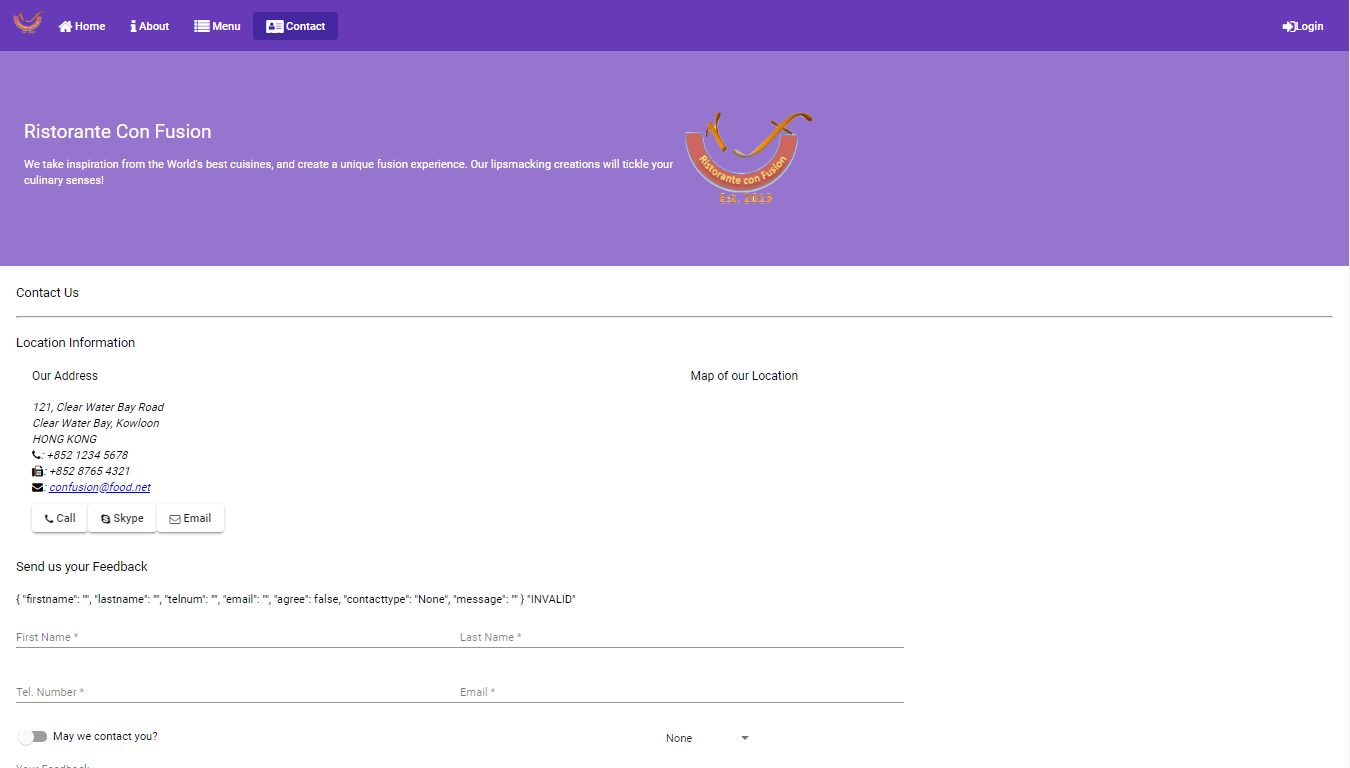 Home About Menu Contact Login
Ristorante Con Fusion
We take inspiration from the World's best cuisines, and create a unique fusion experience. Our lipsmacking creations will tickle your
culinary senses!
Ristorante con Fusion
Est. 2013
Contact Us
Location Information
Our Address
Map of our Location
121, Clear Water Bay Road
Clear Water Bay, Kowloon
HONG KONG
: +852 1234 5678
: +852 8765 4321
: confusion@food.net
Call Skype Email
Send us your Feedback
{ "firstname": "", "lastname": "", "telnum": "", "email": "", "agree": false, "contacttype": "None", "message": "" } "INVALID"
First Name * Last Name *
Tel. Number * Email *
May we contact you? None
Your Feedback